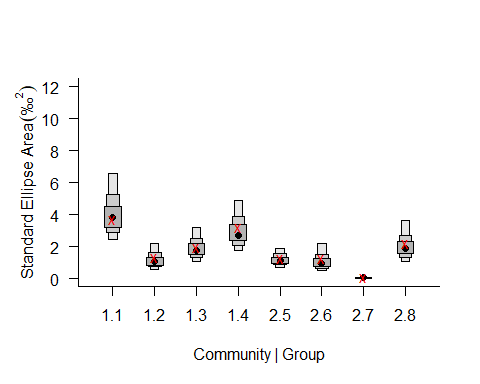 Standard Ellipse Area(‰²)
12
10
8
6
4
2
0
x x x x x x x x
1.1 1.2 1.3 1.4 2.5 2.6 2.7 2.8
Community | Group